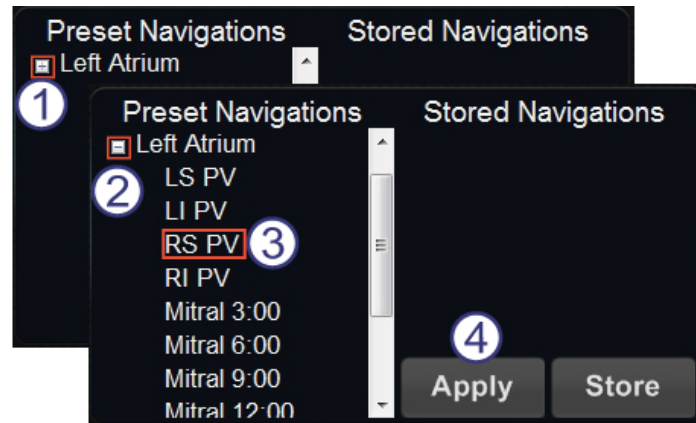 Preset Navigations Stored Navigations
Left Atrium
1
Preset Navigations Stored Navigations
Left Atrium
2
LS PV
LI PV
RS PV 3
RI PV
Mitral 3:00
Mitral 6:00
4
Mitral 9:00
Apply Store
Mitral 12:00